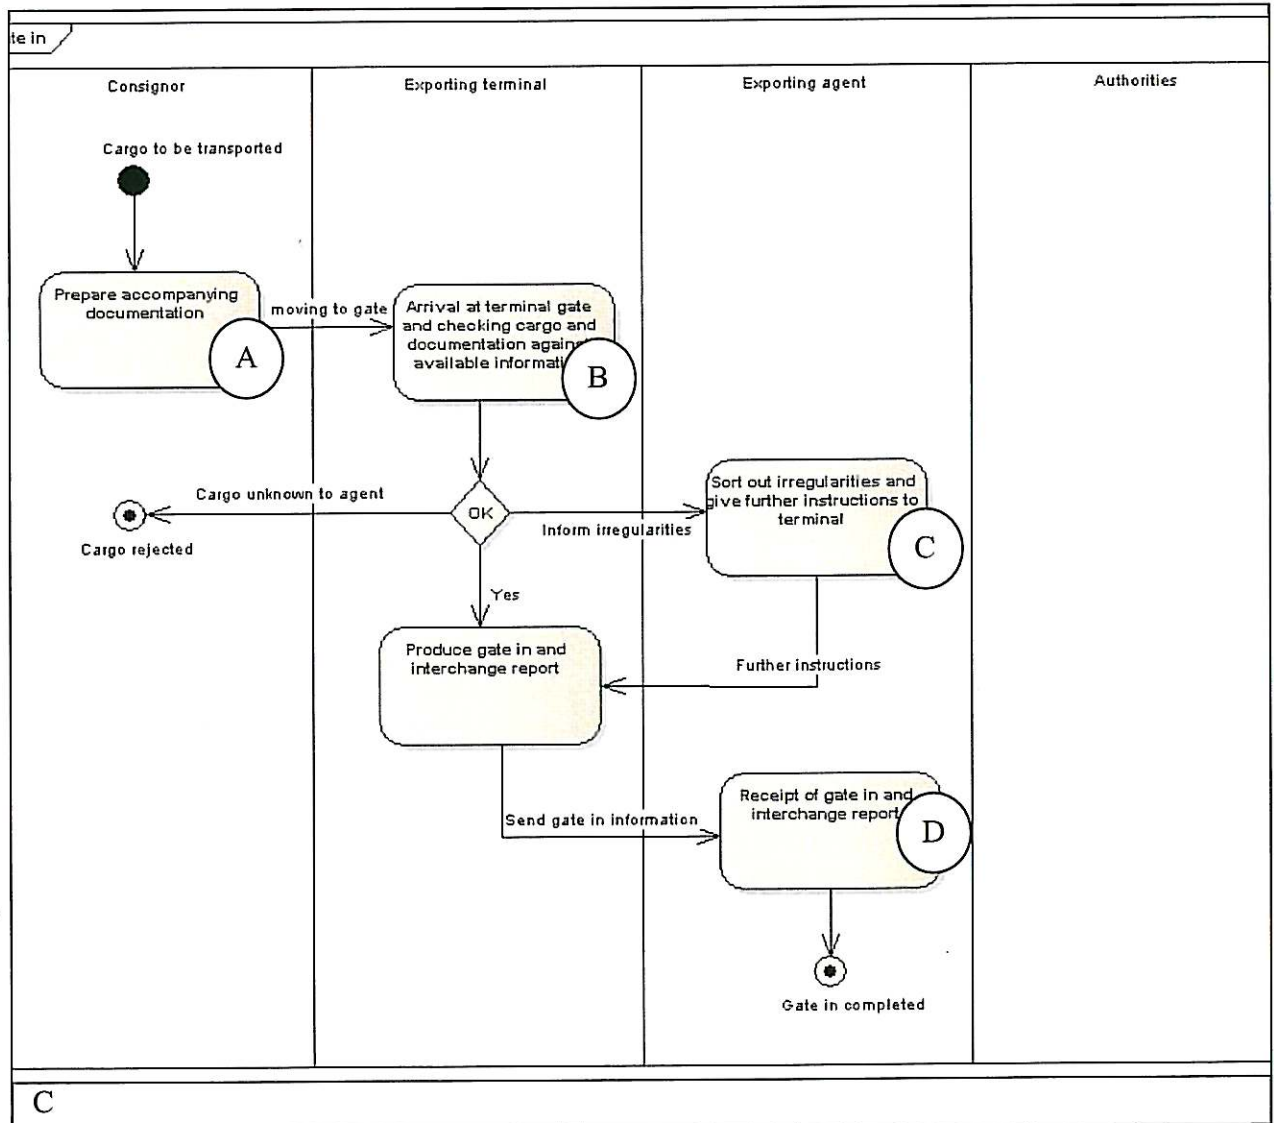 te in
Consignor
Exporting terminal
Exporting agent
Authorities
Cargo to be transported
Prepare accompanying
documentation
A
moving to gate
Arrival at terminal gate
and checking cargo and
documentation against
available informati
B
Cargo unknown to agent
OK
Inform irregularities
Sort out irregularities and
give further instructions to
terminal
C
Cargo rejected
Yes
Produce gate in and
interchange report
Further instructions
Send gate in information
Receipt of gate in and
interchange report
D
Gate in completed
C